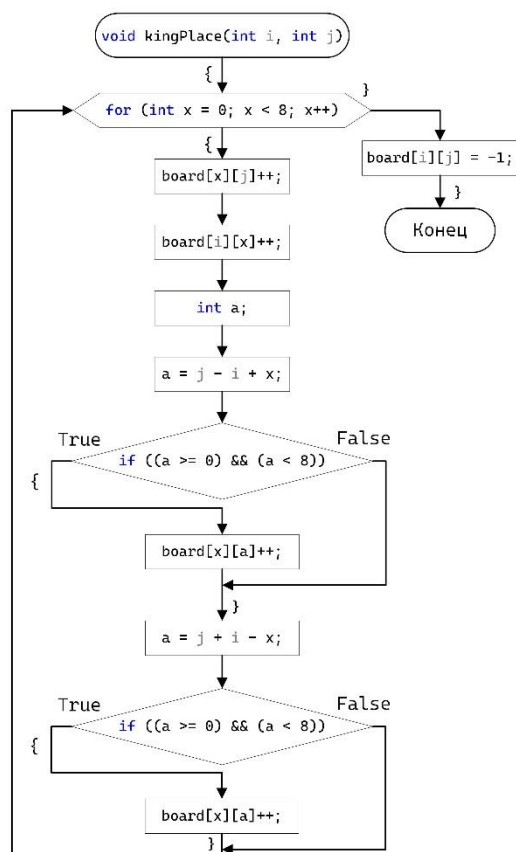 void kingPlace(int i, int j)
{
for (int x = 0; x < 8; x++)
}
{
board[x][j]++;
board[i][j] = -1;
}
Конец
board[i][x]++;
int a;
a = j - i + x;
True
False
if ((a >= 0) && (a < 8))
{
board[x][a]++;
}
a = j + i - x;
True
False
if ((a >= 0) && (a < 8))
{
board[x][a]++;
}